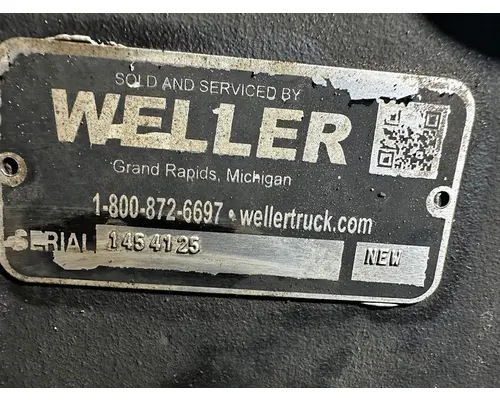 SOLD AND SERVICED BY
WELLER
Grand Rapids, Michigan
1-800-872-6697 • wellertruck.com
SERIAL 1454125 NEW